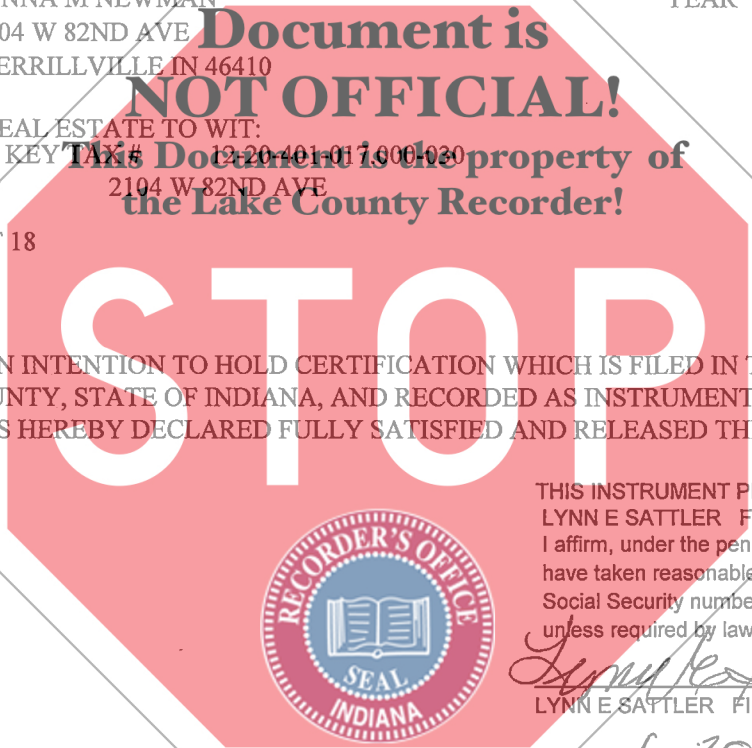 NNA M NEWMAN
YEAR
04 W 82ND AVE
Document is
ERRILLVILLE IN 46410
NOT OFFICIAL!
EAL ESTATE TO WIT:
KEY TAX # 12-20-401-017.000-030
This Document is the property of
2104 W 82ND AVE
the Lake County Recorder!
18
STOP
N INTENTION TO HOLD CERTIFICATION WHICH IS FILED IN
UNTY, STATE OF INDIANA, AND RECORDED AS INSTRUMENT
S HEREBY DECLARED FULLY SATISFIED AND RELEASED TH
THIS INSTRUMENT P
LYNN E SATTLER F
I affirm, under the pen
have taken reasonable
Social Security numbe
unless required by law
RECORDER'S OFFICE
SEAL
INDIANA
LYNN E SATTLER FI